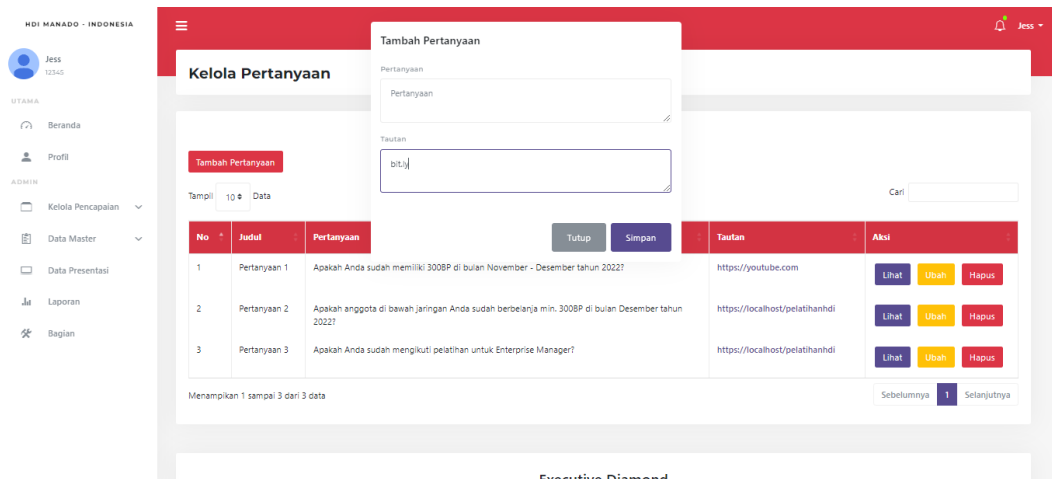 HDI MANADO - INDONESIA
Jess
Jess
12345
UTAMA
Beranda
Profil
ADMIN
Kelola Pencapaian
Data Master
Data Presentasi
Laporan
Bagian
Kelola Pertanyaan
Tambah Pertanyaan
Pertanyaan
Pertanyaan
Tautan
bit.ly
Tutup Simpan
Tambah Pertanyaan
Tampil 10 Data
Cari
No Judul Pertanyaan Tautan Aksi
1 Pertanyaan 1 Apakah Anda sudah memiliki 300BP di bulan November - Desember tahun 2022? https://youtube.com Lihat Ubah Hapus
2 Pertanyaan 2 Apakah anggota di bawah jaringan Anda sudah berbelanja min. 300BP di bulan Desember tahun
2022? https://localhost/pelatihanhdi Lihat Ubah Hapus
3 Pertanyaan 3 Apakah Anda sudah mengikuti pelatihan untuk Enterprise Manager? https://localhost/pelatihanhdi Lihat Ubah Hapus
Menampilkan 1 sampai 3 dari 3 data
Sebelumnya 1 Selanjutnya
Executive Diamond